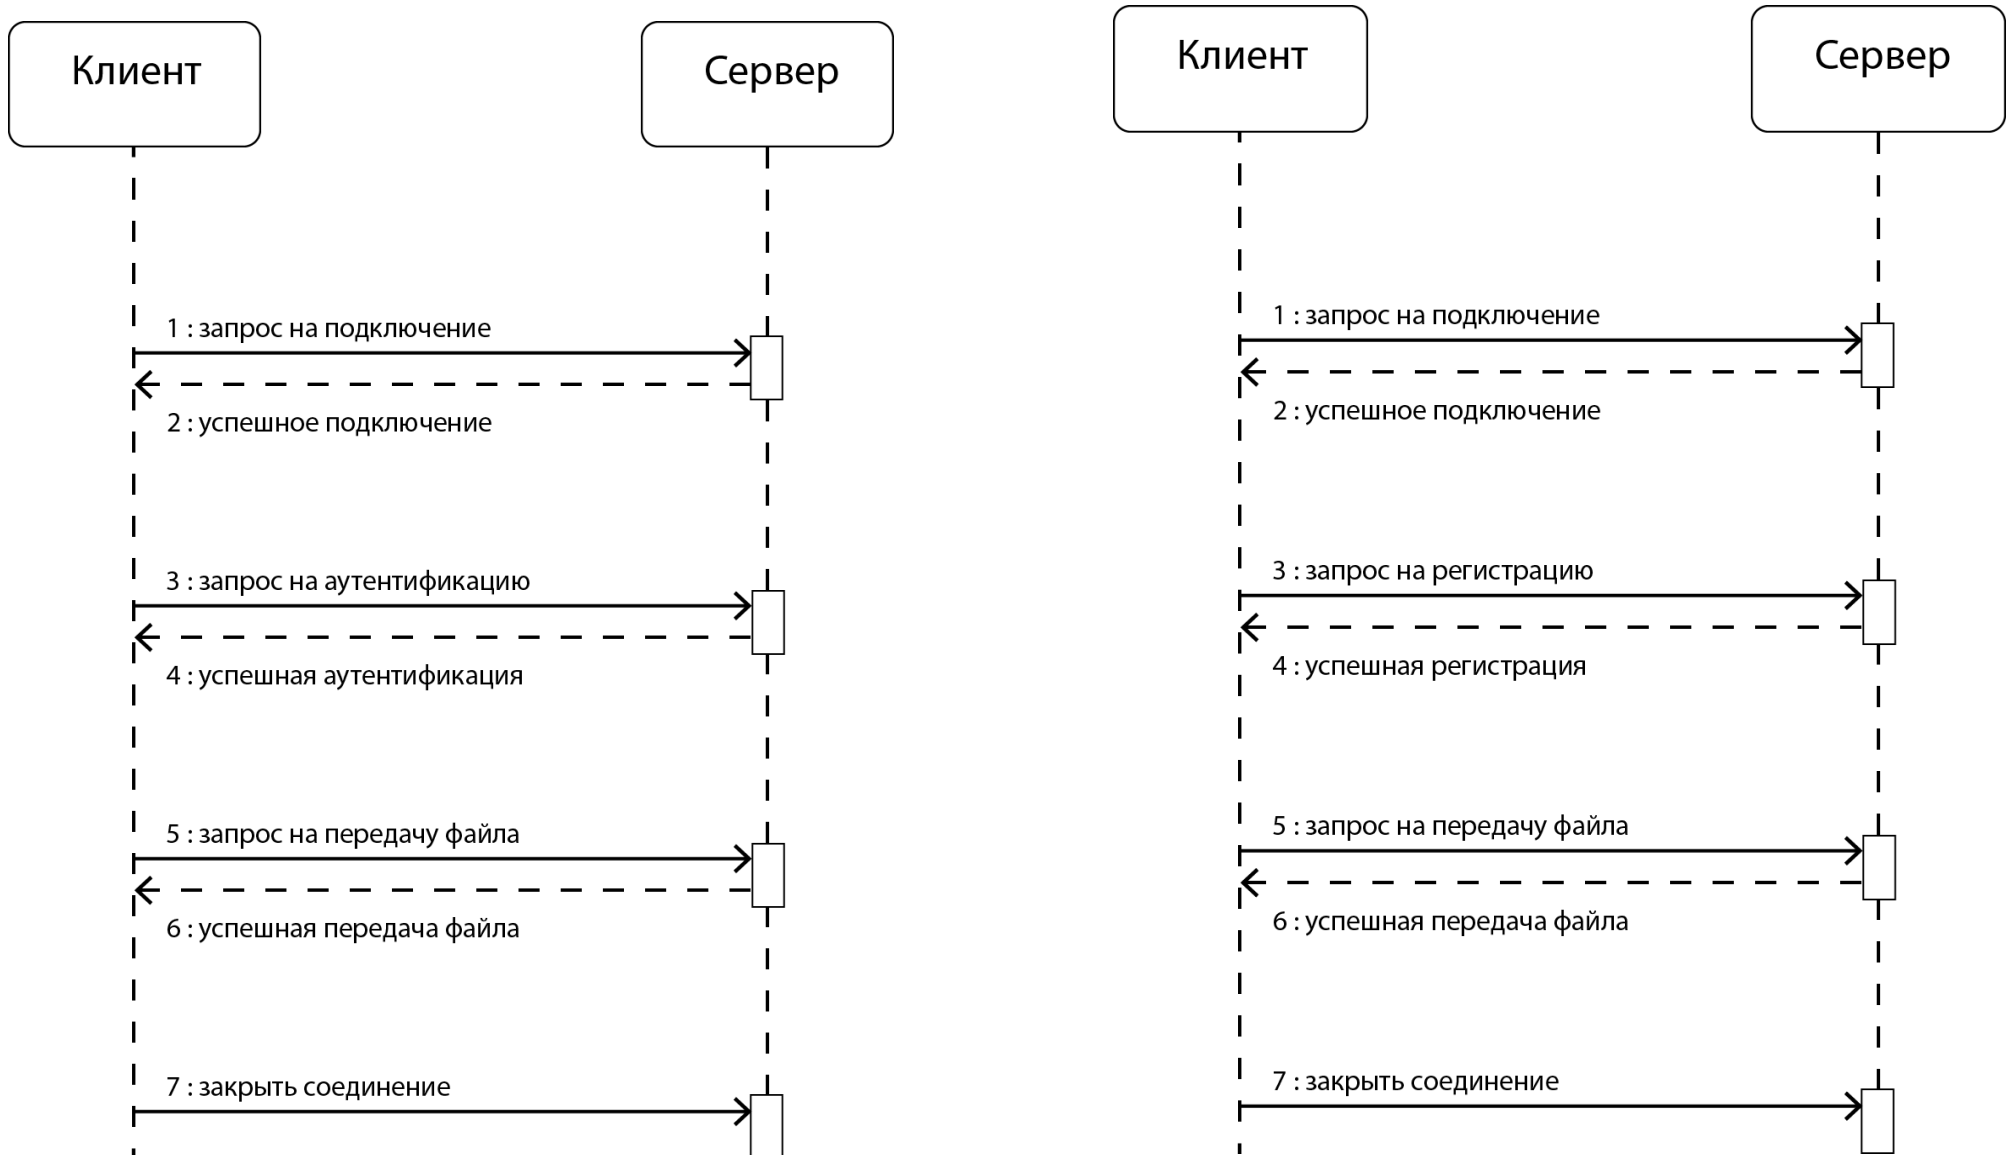 Клиент
Сервер
1 : запрос на подключение
2 : успешное подключение
3 : запрос на аутентификацию
4 : успешная аутентификация
5 : запрос на передачу файла
6 : успешная передача файла
7 : закрыть соединение
Клиент
Сервер
1 : запрос на подключение
2 : успешное подключение
3 : запрос на регистрацию
4 : успешная регистрация
5 : запрос на передачу файла
6 : успешная передача файла
7 : закрыть соединение